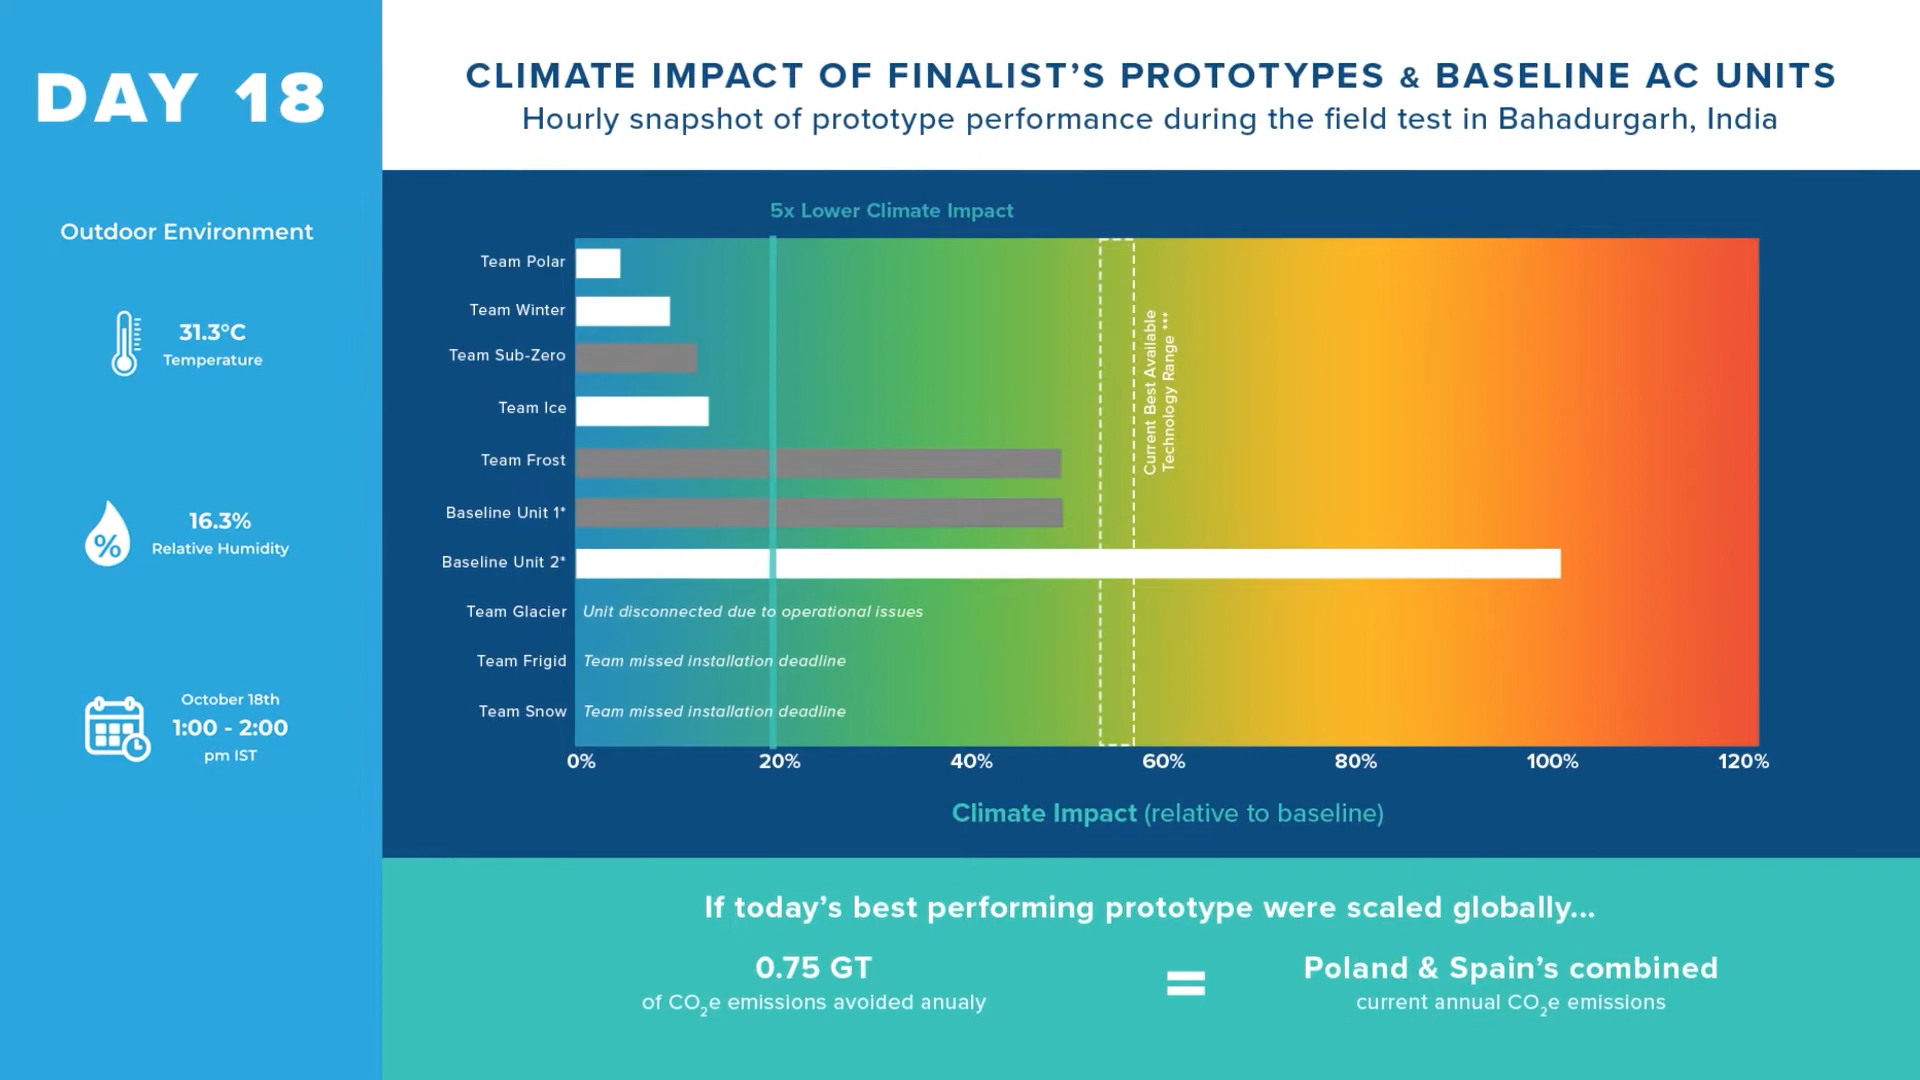 DAY 18
Outdoor Environment
31.3°C
Temperature
%
16.3%
Relative Humidity
October 18th
1:00 - 2:00
pm IST
CLIMATE IMPACT OF FINALIST’S PROTOTYPES & BASELINE AC UNITS
Hourly snapshot of prototype performance during the field test in Bahadurgarh, India
5x Lower Climate Impact
Team Polar
Team Winter
Team Sub-Zero
Team Ice
Team Frost
Baseline Unit 1*
Baseline Unit 2*
Team Glacier Unit disconnected due to operational issues
Team Frigid Team missed installation deadline
Team Snow Team missed installation deadline
Current Best Available
Technology Range ***
0% 20% 40% 60% 80% 100% 120%
Climate Impact (relative to baseline)
If today’s best performing prototype were scaled globally...
0.75 GT
of CO₂e emissions avoided anualy
=
Poland & Spain’s combined
current annual CO₂e emissions